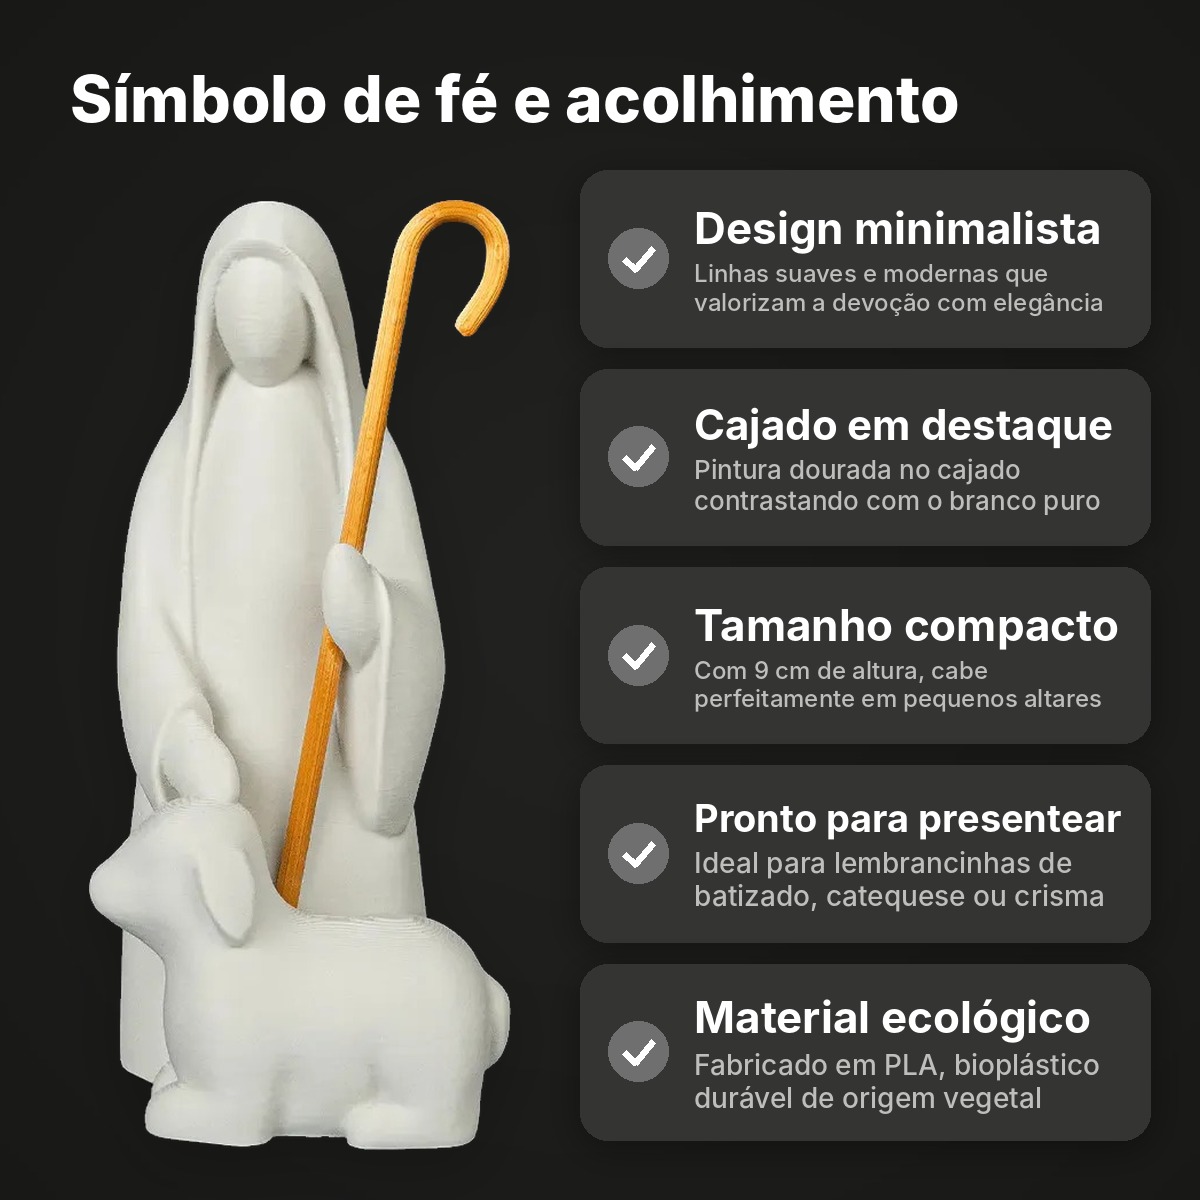 Símbolo de fé e acolhimento
Design minimalista
Linhas suaves e modernas que
valorizam a devoção com elegância
Cajado em destaque
Pintura dourada no cajado
contrastando com o branco puro
Tamanho compacto
Com 9 cm de altura, cabe
perfeitamente em pequenos altares
Pronto para presentear
Ideal para lembrancinhas de
batizado, catequese ou crisma
Material ecológico
Fabricado em PLA, bioplástico
durável de origem vegetal